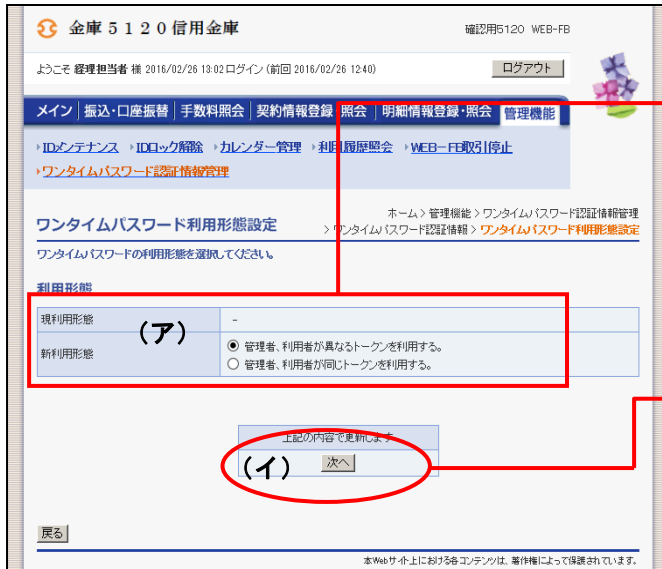 金庫５１２０信用金庫
確認用5120 WEB-FB
ようこそ 経理担当者 様 2016/02/26 13:02 ログイン (前回 2016/02/26 12:40)
ログアウト
メイン 振込・口座振替 手数料照会 契約情報登録 照会 明細情報登録・照会 管理機能
IDメンテナンス IDロック解除 カレンダー管理 利用履歴照会 WEB－FB取引停止
ワンタイムパスワード認証情報管理
ワンタイムパスワード利用形態設定
ホーム > 管理機能 > ワンタイムパスワード認証情報管理
> ワンタイムパスワード認証情報 > ワンタイムパスワード利用形態設定
ワンタイムパスワードの利用形態を選択してください。
利用形態
現利用形態 -
(ア)
新利用形態
管理者、利用者が異なるトークンを利用する。
管理者、利用者が同じトークンを利用する。
上記の内容で更新します
(イ) 次へ
戻る
本Webサイト上における各コンテンツは、著作権によって保護されています。